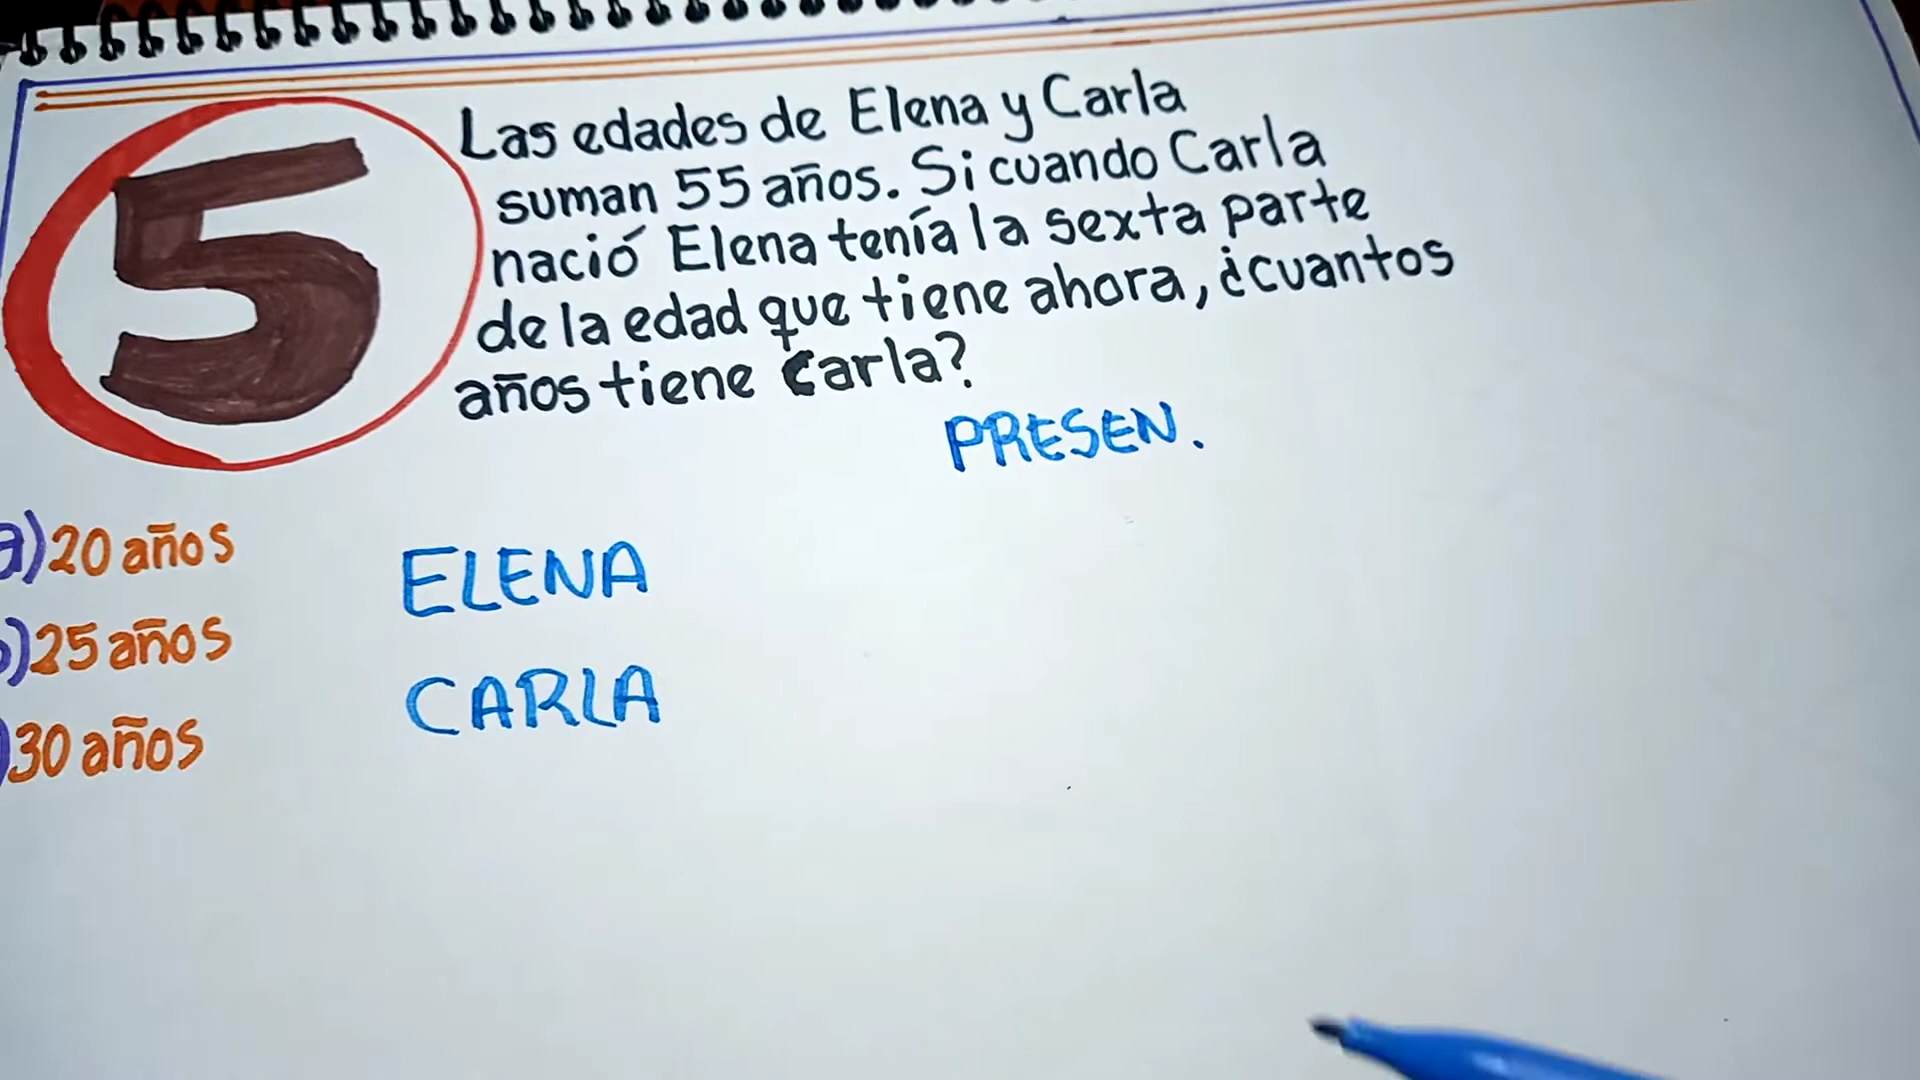 5
Las edades de Elena y Carla
suman 55 años. Si cuando Carla
nació Elena tenía la sexta parte
de la edad que tiene ahora, ¿cuantos
años tiene Carla?
PRESEN.
a) 20 años
b) 25 años
) 30 años
ELENA
CARLA